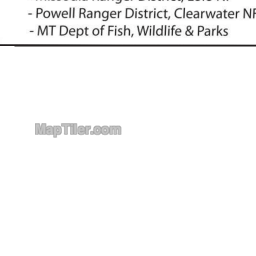 - Powell Ranger District, Clearwater NF
- MT Dept of Fish, Wildlife & Parks
MapTiler.com